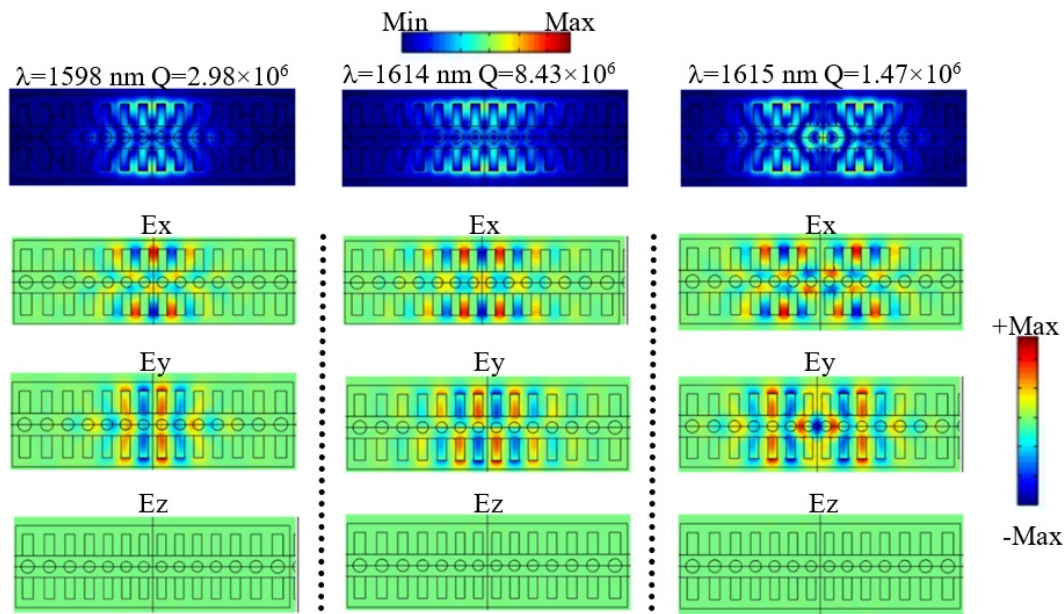 Min Max
λ=1598 nm Q=2.98×10⁶ λ=1614 nm Q=8.43×10⁶ λ=1615 nm Q=1.47×10⁶
Ex Ex Ex
+Max
Ey Ey Ey
Ez Ez Ez
-Max